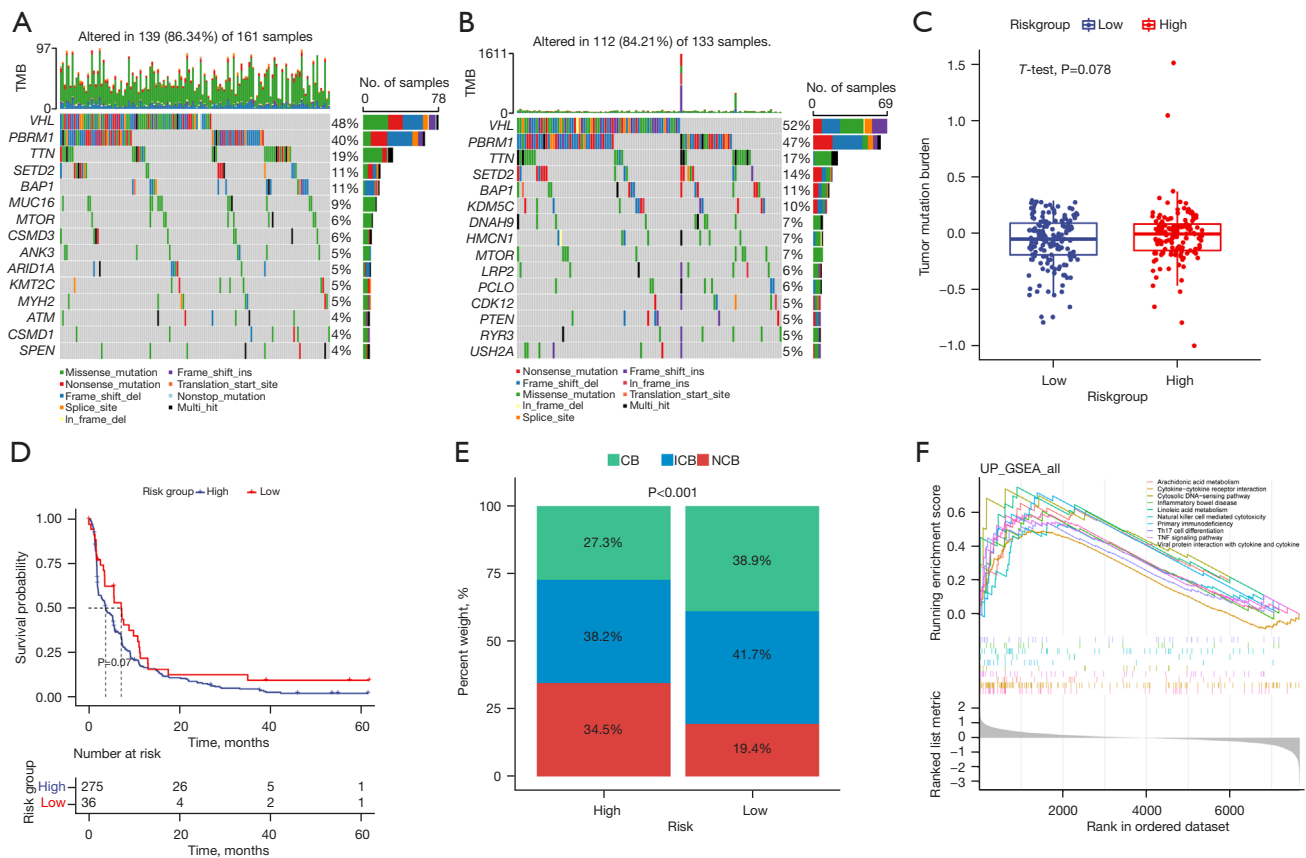 A
Altered in 139 (86.34%) of 161 samples
97
0
TMB
No. of samples
0 78
VHL 48%
PBRM1 40%
TTN 19%
SETD2 11%
BAP1 11%
MUC16 9%
MTOR 6%
CSMD3 6%
ANK3 5%
ARID1A 5%
KMT2C 5%
MYH2 5%
ATM 4%
CSMD1 4%
SPEN 4%
Missense_mutation Frame_shift_ins
Nonsense_mutation Translation_start_site
Frame_shift_del Nonstop_mutation
Splice_site Multi_hit
In_frame_del
B
Altered in 112 (84.21%) of 133 samples.
1611
0
TMB
No. of samples
0 69
VHL 52%
PBRM1 47%
TTN 17%
SETD2 14%
BAP1 11%
KDM5C 10%
DNAH9 7%
HMCN1 7%
MTOR 7%
LRP2 6%
PCLO 6%
CDK12 5%
PTEN 5%
RYR3 5%
USH2A 5%
Nonsense_mutation Frame_shift_ins
Frame_shift_del In_frame_ins
Missense_mutation Translation_start_site
In_frame_del Multi_hit
Splice_site
C
Riskgroup Low High
T-test, P=0.078
1.5
1.0
0.5
0.0
−0.5
−1.0
Tumor mutation burden
Low High
Riskgroup
D
Risk group High Low
1.00
0.75
0.50
0.25
0.00
Survival probability
P=0.07
0 20 40 60
Time, months
Number at risk
Risk group
High 275 26 5 1
Low 36 4 2 1
0 20 40 60
Time, months
E
CB ICB NCB
P<0.001
100
75
50
25
0
Percent weight, %
27.3% 38.9%
38.2% 41.7%
34.5% 19.4%
High Low
Risk
F
UP_GSEA_all
Arachidonic acid metabolism
Cytokine-cytokine receptor interaction
Cytosolic DNA-sensing pathway
Inflammatory bowel disease
Linoleic acid metabolism
Natural killer cell mediated cytotoxicity
Primary immunodeficiency
Th17 cell differentiation
TNF signaling pathway
Viral protein interaction with cytokine and cytokine
0.6
0.4
0.2
0.0
Running enrichment score
2
1
0
−1
−2
−3
Ranked list metric
2000 4000 6000
Rank in ordered dataset